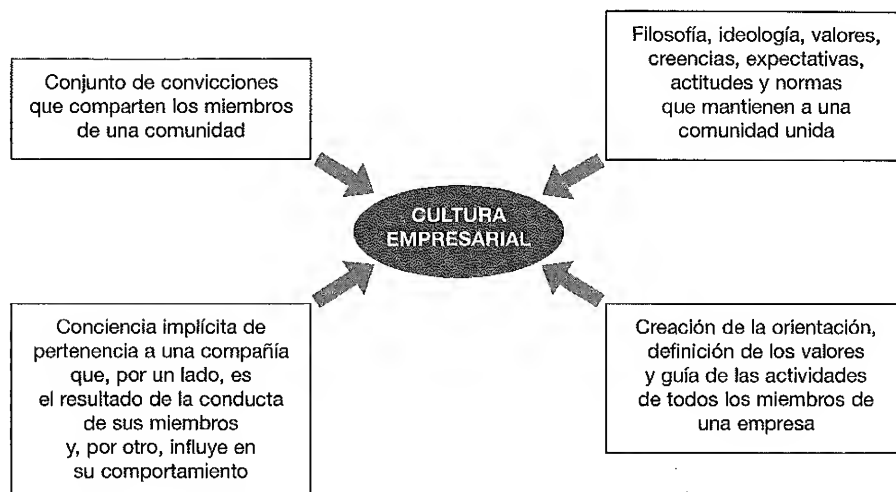 Conjunto de convicciones
que comparten los miembros
de una comunidad
Filosofía, ideología, valores,
creencias, expectativas,
actitudes y normas
que mantienen a una
comunidad unida
CULTURA
EMPRESARIAL
Conciencia implícita de
pertenencia a una compañía
que, por un lado, es
el resultado de la conducta
de sus miembros
y, por otro, influye en
su comportamiento
Creación de la orientación,
definición de los valores
y guía de las actividades
de todos los miembros de
una empresa